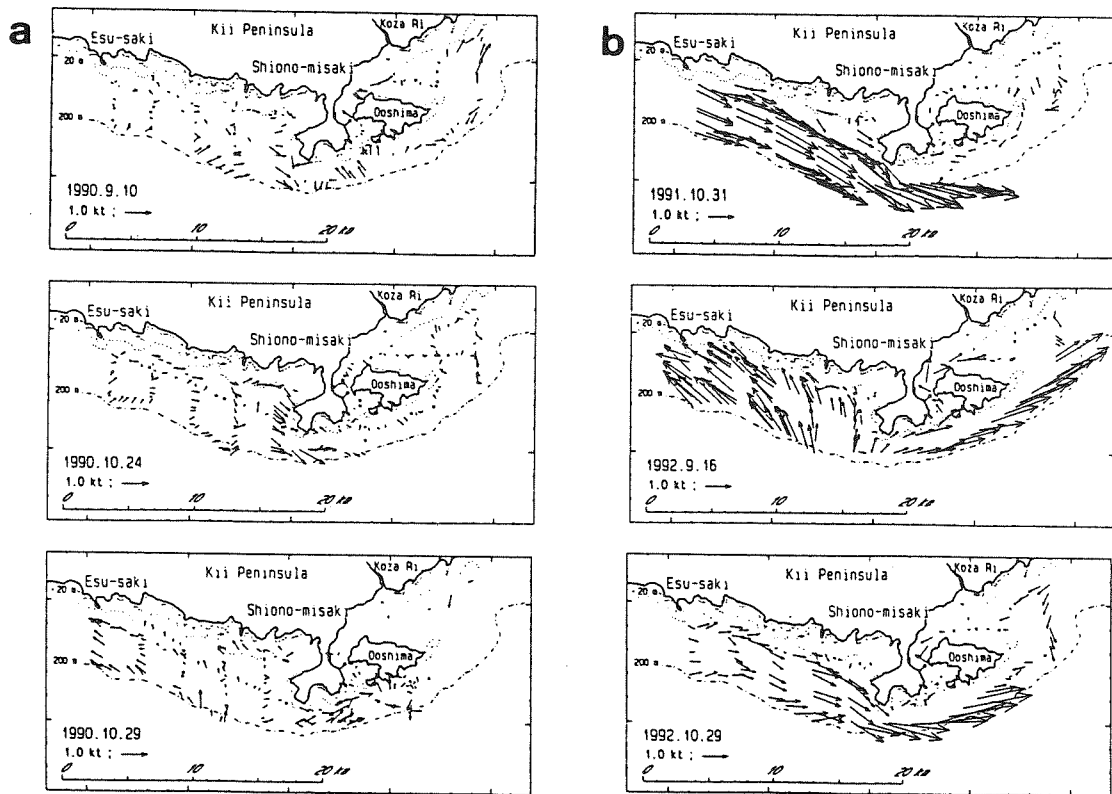 a
Kii Peninsula
Koza Ri
Esu-saki
20 m
Shiono-misaki
Ooshima
200 m
1990.9.10
1.0 kt ;
0 10 20 km
Kii Peninsula
Koza Ri
Esu-saki
20 m
Shiono-misaki
Ooshima
200 m
1990.10.24
1.0 kt ;
0 10 20 km
Kii Peninsula
Koza Ri
Esu-saki
20 m
Shiono-misaki
Ooshima
200 m
1990.10.29
1.0 kt ;
0 10 20 km
b
Kii Peninsula
Koza Ri
Esu-saki
20 m
Shiono-misaki
Ooshima
200 m
1991.10.31
1.0 kt ;
0 10 20 km
Kii Peninsula
Koza Ri
Esu-saki
20 m
Shiono-misaki
Ooshima
200 m
1992.9.16
1.0 kt ;
0 10 20 km
Kii Peninsula
Koza Ri
Esu-saki
20 m
Shiono-misaki
Ooshima
200 m
1992.10.29
1.0 kt ;
0 10 20 km